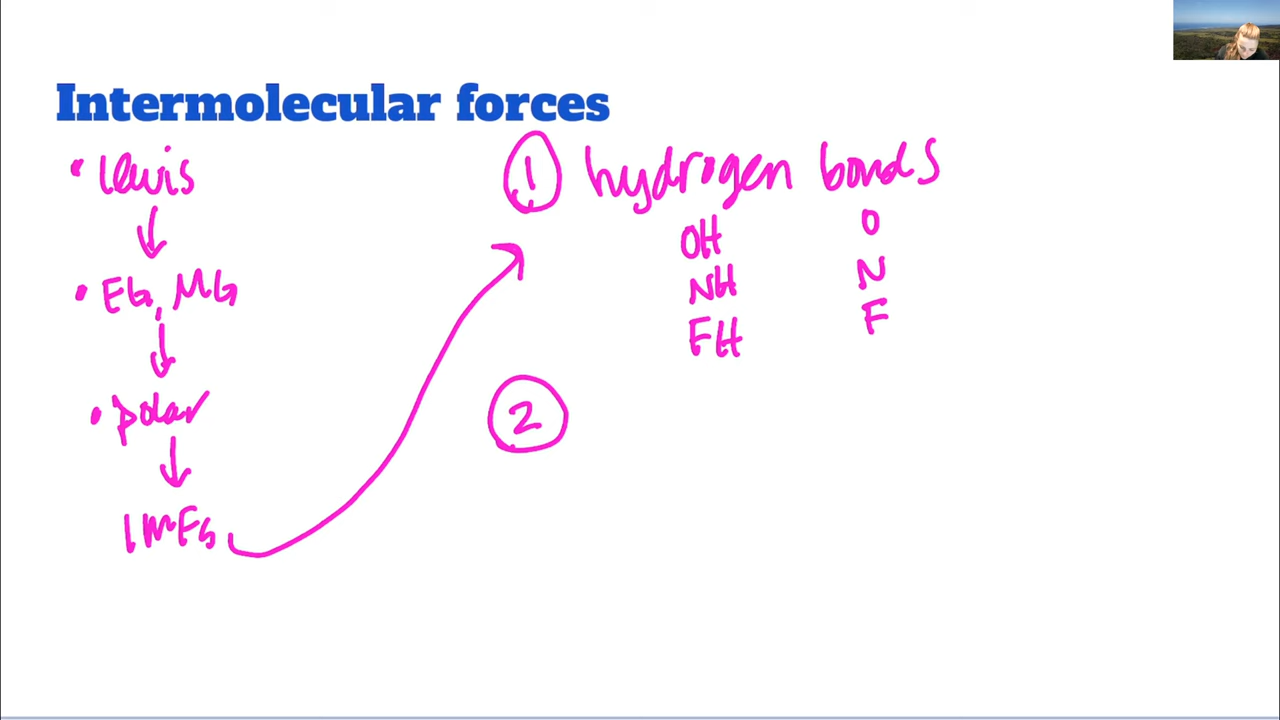 Intermolecular forces
• lewis
• EG, MG
• polar
IMFs
1 hydrogen bonds
OH O
NH N
FH F
2